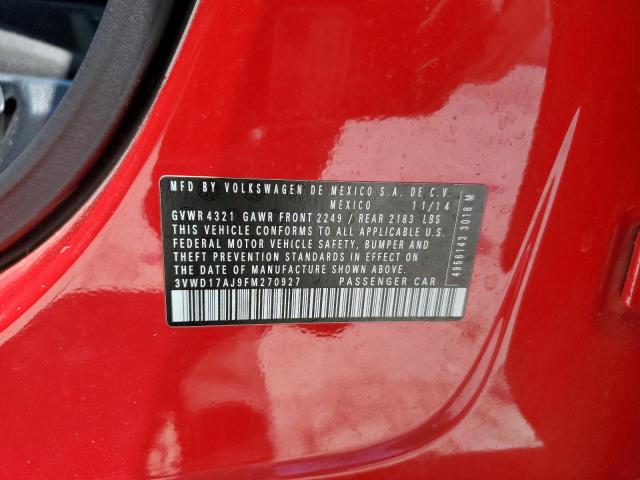 MFD BY VOLKSWAGEN DE MEXICO S.A. DE C.V.
MEXICO 11/14
GVWR 4321 GAWR FRONT 2249 / REAR 2183 LBS
THIS VEHICLE CONFORMS TO ALL APPLICABLE U.S.
FEDERAL MOTOR VEHICLE SAFETY, BUMPER AND
THEFT PREVENTION STANDARDS IN EFFECT ON
THE DATE OF MANUFACTURE SHOWN ABOVE.
3VWD17AJ9FM270927 PASSENGER CAR
4956143 3018 M